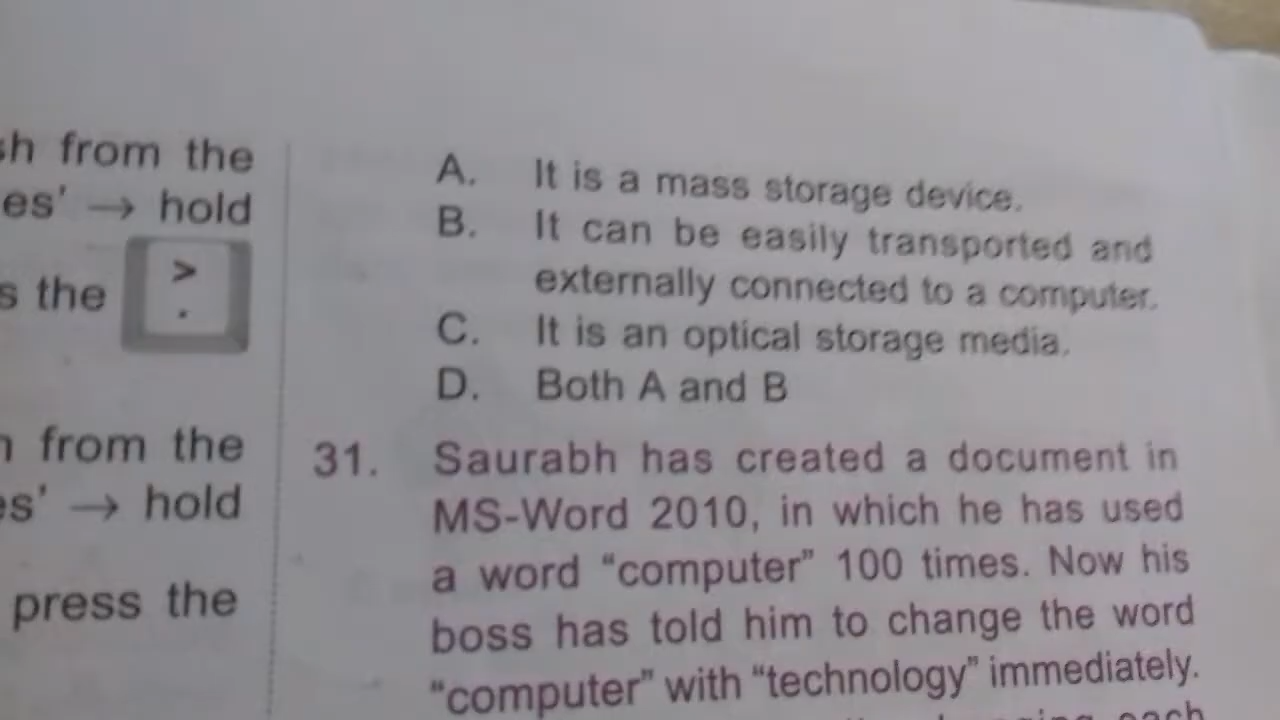 h from the
es' → hold
s the > .
from the
es' → hold
press the
A. It is a mass storage device.
B. It can be easily transported and
externally connected to a computer.
C. It is an optical storage media.
D. Both A and B
31. Saurabh has created a document in
MS-Word 2010, in which he has used
a word “computer” 100 times. Now his
boss has told him to change the word
“computer” with “technology” immediately.
each